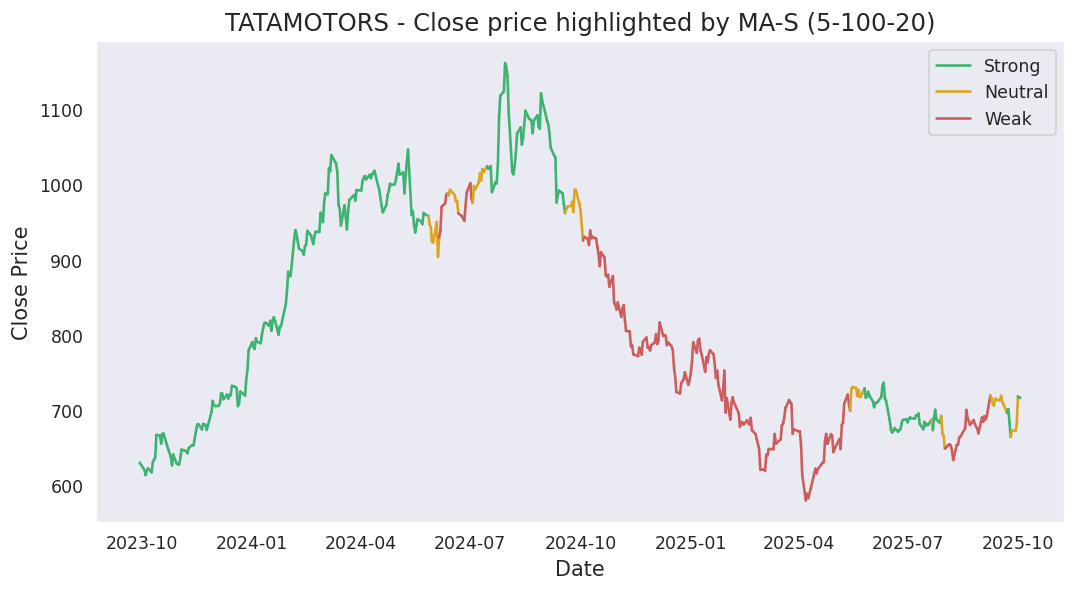 TATAMOTORS - Close price highlighted by MA-S (5-100-20)
Strong
Neutral
Weak
Close Price
1100
1000
900
800
700
600
2023-10 2024-01 2024-04 2024-07 2024-10 2025-01 2025-04 2025-07 2025-10
Date